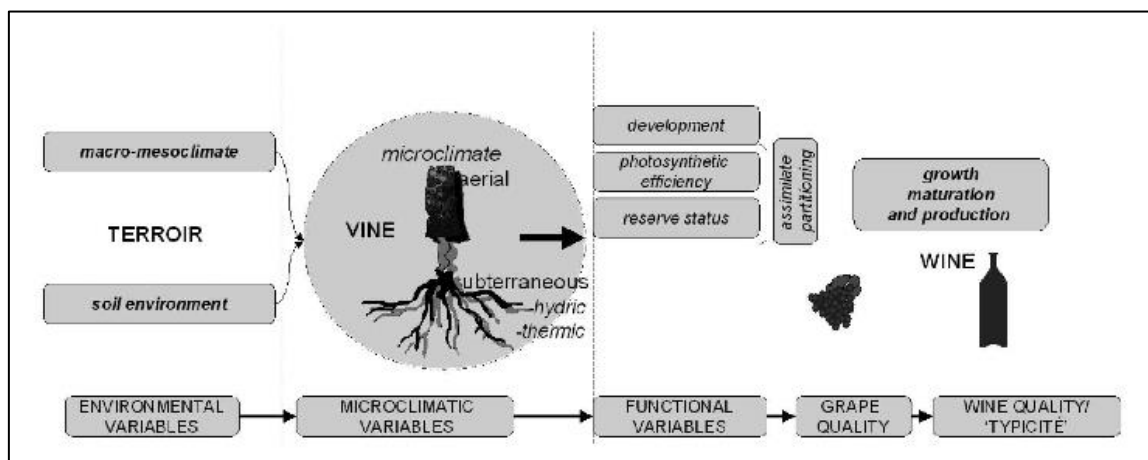 macro-mesoclimate
TERROIR
soil environment
microclimate
aerial
VINE
subterraneous
-hydric
-thermic
development
photosynthetic
efficiency
reserve status
assimilate
partitioning
growth
maturation
and production
WINE
ENVIRONMENTAL
VARIABLES
MICROCLIMATIC
VARIABLES
FUNCTIONAL
VARIABLES
GRAPE
QUALITY
WINE QUALITY/
'TYPICITÉ'